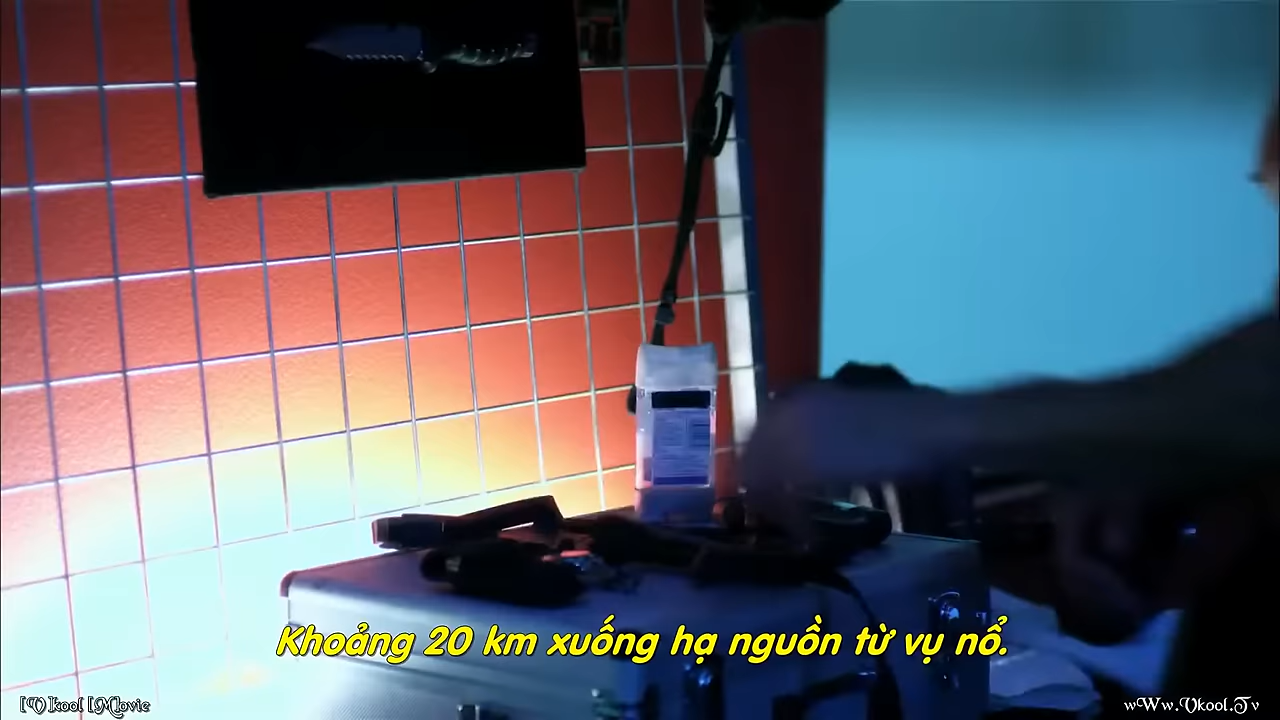 Khoảng 20 km xuống hạ nguồn từ vụ nổ.
[V]kool [M]ovie
wWw.Vkool.Tv